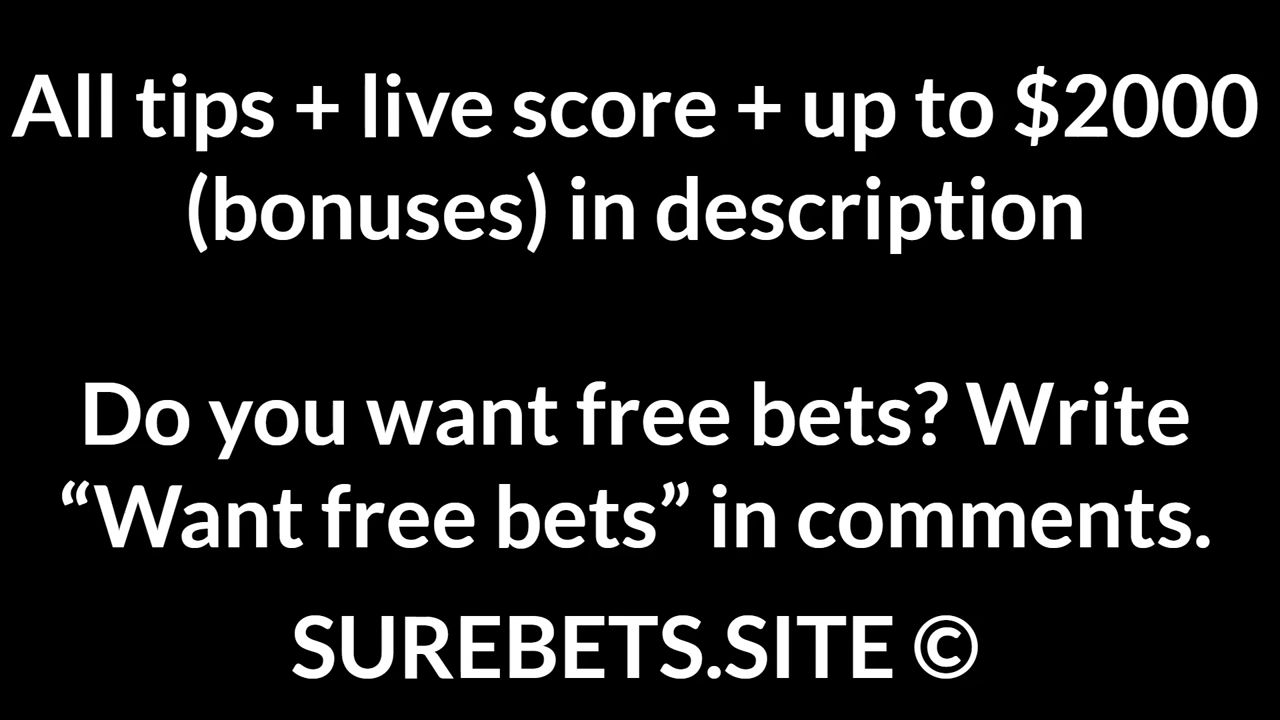 All tips + live score + up to $2000
(bonuses) in description
Do you want free bets? Write
“Want free bets” in comments.
SUREBETS.SITE ©